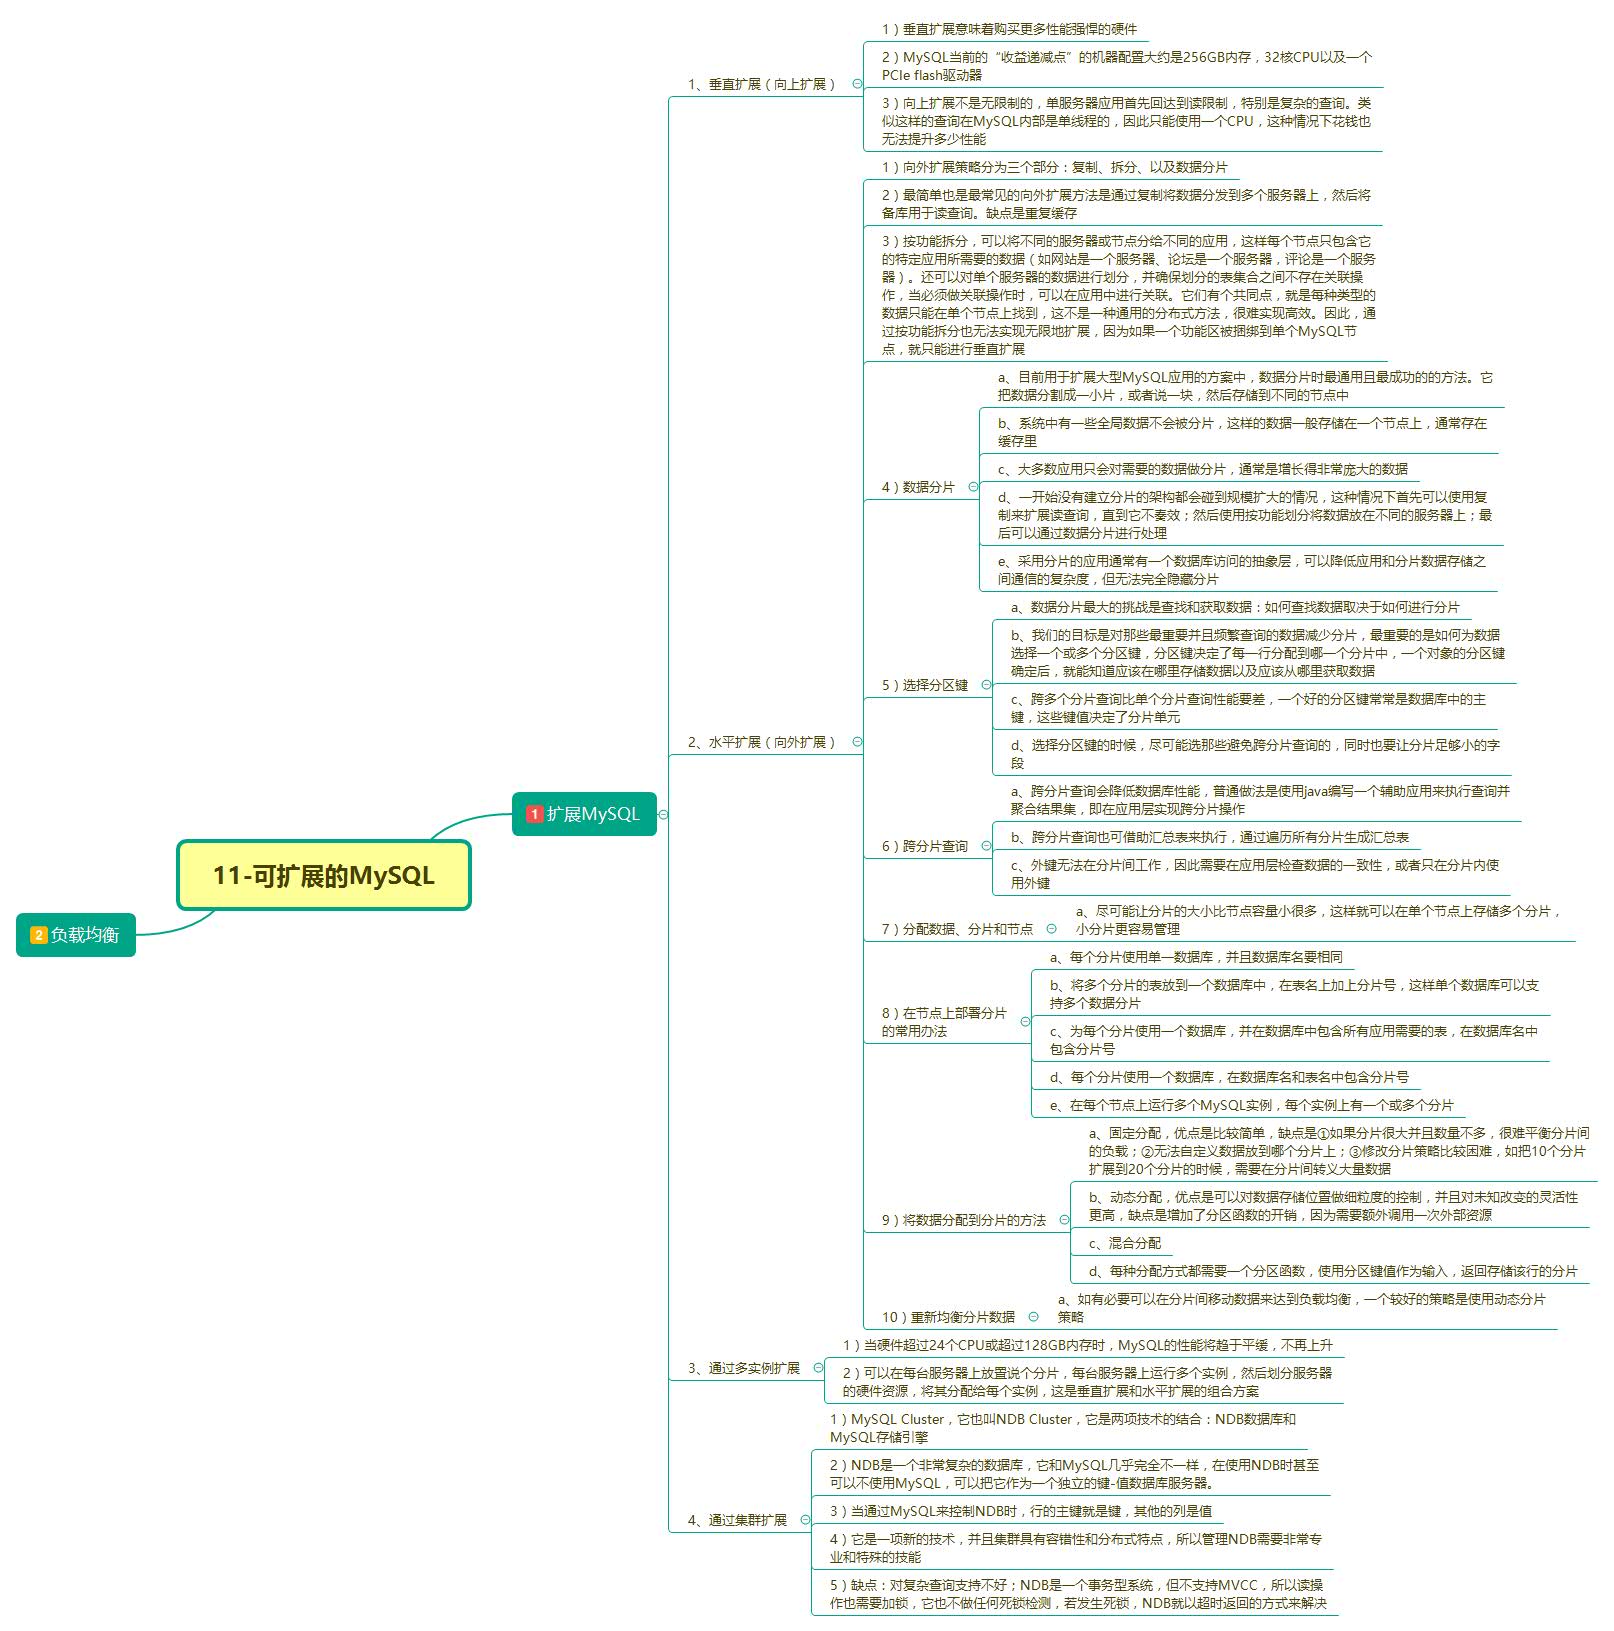 11-可扩展的MySQL
1 扩展MySQL
1、垂直扩展（向上扩展）
1）垂直扩展意味着购买更多性能强悍的硬件
2）MySQL当前的“收益递减点”的机器配置大约是256GB内存，32核CPU以及一个
PCIe flash驱动器
3）向上扩展不是无限制的，单服务器应用首先回达到读限制，特别是复杂的查询。类
似这样的查询在MySQL内部是单线程的，因此只能使用一个CPU，这种情况下花钱也
无法提升多少性能
2、水平扩展（向外扩展）
1）向外扩展策略分为三个部分：复制、拆分、以及数据分片
2）最简单也是最常见的向外扩展方法是通过复制将数据分发到多个服务器上，然后将
备库用于读查询。缺点是重复缓存
3）按功能拆分，可以将不同的服务器或节点分给不同的应用，这样每个节点只包含它
的特定应用所需要的数据（如网站是一个服务器、论坛是一个服务器，评论是一个服务
器）。还可以对单个服务器的数据进行划分，并确保划分的表集合之间不存在关联操
作，当必须做关联操作时，可以在应用中进行关联。它们有个共同点，就是每种类型的
数据只能在单个节点上找到，这不是一种通用的分布式方法，很难实现高效。因此，通
过按功能拆分也无法实现无限地扩展，因为如果一个功能区被捆绑到单个MySQL节
点，就只能进行垂直扩展
4）数据分片
a、目前用于扩展大型MySQL应用的方案中，数据分片时最通用且最成功的的方法。它
把数据分割成一小片，或者说一块，然后存储到不同的节点中
b、系统中有一些全局数据不会被分片，这样的数据一般存储在一个节点上，通常存在
缓存里
c、大多数应用只会对需要的数据做分片，通常是增长得非常庞大的数据
d、一开始没有建立分片的架构都会碰到规模扩大的情况，这种情况下首先可以使用复
制来扩展读查询，直到它不奏效；然后使用按功能划分将数据放在不同的服务器上；最
后可以通过数据分片进行处理
e、采用分片的应用通常有一个数据库访问的抽象层，可以降低应用和分片数据存储之
间通信的复杂度，但无法完全隐藏分片
5）选择分区键
a、数据分片最大的挑战是查找和获取数据：如何查找数据取决于如何进行分片
b、我们的目标是对那些最重要并且频繁查询的数据减少分片，最重要的是如何为数据
选择一个或多个分区键，分区键决定了每一行分配到哪一个分片中，一个对象的分区键
确定后，就能知道应该在哪里存储数据以及应该从哪里获取数据
c、跨多个分片查询比单个分片查询性能要差，一个好的分区键常常是数据库中的主
键，这些键值决定了分片单元
d、选择分区键的时候，尽可能选那些避免跨分片查询的，同时也要让分片足够小的字
段
6）跨分片查询
a、跨分片查询会降低数据库性能，普通做法是使用java编写一个辅助应用来执行查询并
聚合结果集，即在应用层实现跨分片操作
b、跨分片查询也可借助汇总表来执行，通过遍历所有分片生成汇总表
c、外键无法在分片间工作，因此需要在应用层检查数据的一致性，或者只在分片内使
用外键
7）分配数据、分片和节点
a、尽可能让分片的大小比节点容量小很多，这样就可以在单个节点上存储多个分片，
小分片更容易管理
8）在节点上部署分片
的常用办法
a、每个分片使用单一数据库，并且数据库名要相同
b、将多个分片的表放到一个数据库中，在表名上加上分片号，这样单个数据库可以支
持多个数据分片
c、为每个分片使用一个数据库，并在数据库中包含所有应用需要的表，在数据库名中
包含分片号
d、每个分片使用一个数据库，在数据库名和表名中包含分片号
e、在每个节点上运行多个MySQL实例，每个实例上有一个或多个分片
9）将数据分配到分片的方法
a、固定分配，优点是比较简单，缺点是①如果分片很大并且数量不多，很难平衡分片间
的负载；②无法自定义数据放到哪个分片上；③修改分片策略比较困难，如把10个分片
扩展到20个分片的时候，需要在分片间转义大量数据
b、动态分配，优点是可以对数据存储位置做细粒度的控制，并且对未知改变的灵活性
更高，缺点是增加了分区函数的开销，因为需要额外调用一次外部资源
c、混合分配
d、每种分配方式都需要一个分区函数，使用分区键值作为输入，返回存储该行的分片
10）重新均衡分片数据
a、如有必要可以在分片间移动数据来达到负载均衡，一个较好的策略是使用动态分片
策略
3、通过多实例扩展
1）当硬件超过24个CPU或超过128GB内存时，MySQL的性能将趋于平缓，不再上升
2）可以在每台服务器上放置说个分片，每台服务器上运行多个实例，然后划分服务器
的硬件资源，将其分配给每个实例，这是垂直扩展和水平扩展的组合方案
4、通过集群扩展
1）MySQL Cluster，它也叫NDB Cluster，它是两项技术的结合：NDB数据库和
MySQL存储引擎
2）NDB是一个非常复杂的数据库，它和MySQL几乎完全不一样，在使用NDB时甚至
可以不使用MySQL，可以把它作为一个独立的键-值数据库服务器。
3）当通过MySQL来控制NDB时，行的主键就是键，其他的列是值
4）它是一项新的技术，并且集群具有容错性和分布式特点，所以管理NDB需要非常专
业和特殊的技能
5）缺点：对复杂查询支持不好；NDB是一个事务型系统，但不支持MVCC，所以读操
作也需要加锁，它也不做任何死锁检测，若发生死锁，NDB就以超时返回的方式来解决
2 负载均衡